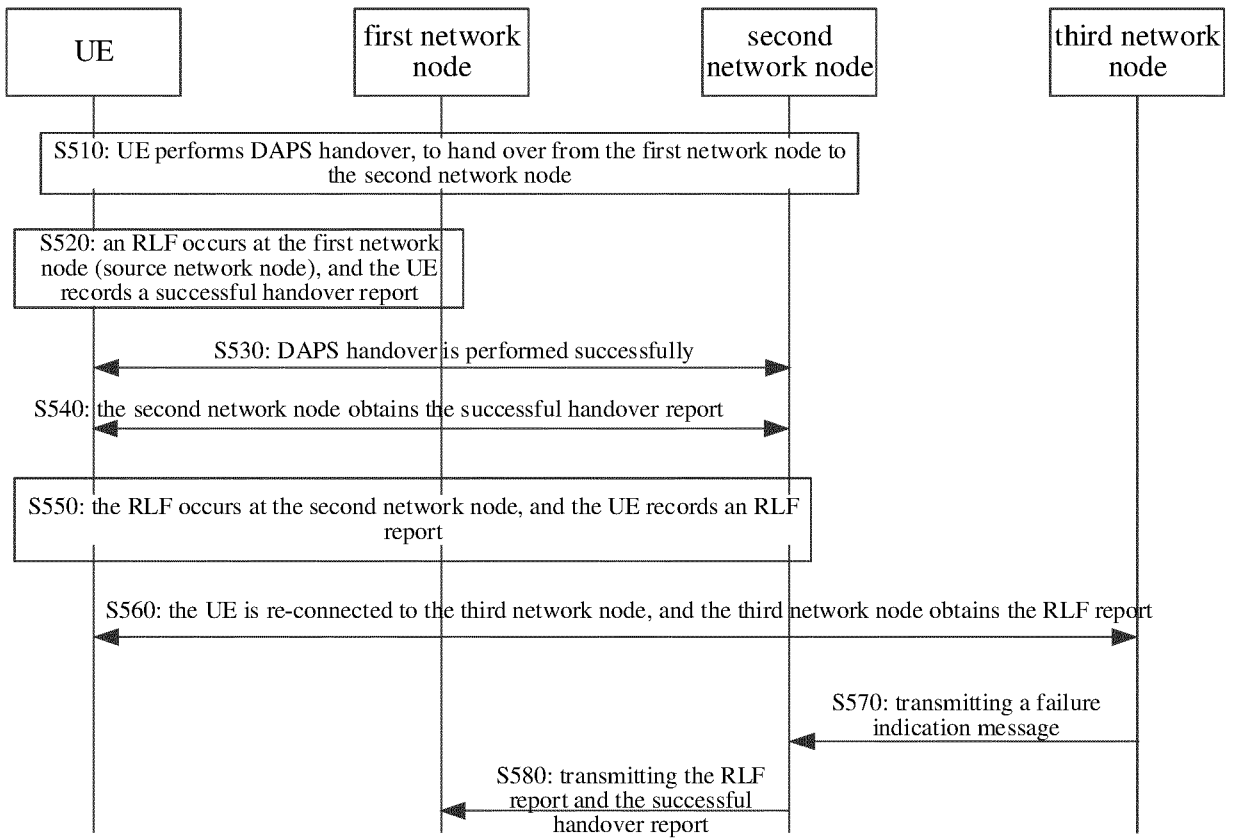 UE
first network
node
second
network node
third network
node
S510: UE performs DAPS handover, to hand over from the first network node to
the second network node
S520: an RLF occurs at the first network
node (source network node), and the UE
records a successful handover report
S530: DAPS handover is performed successfully
S540: the second network node obtains the successful handover report
S550: the RLF occurs at the second network node, and the UE records an RLF
report
S560: the UE is re-connected to the third network node, and the third network node obtains the RLF report
S570: transmitting a failure
indication message
S580: transmitting the RLF
report and the successful
handover report